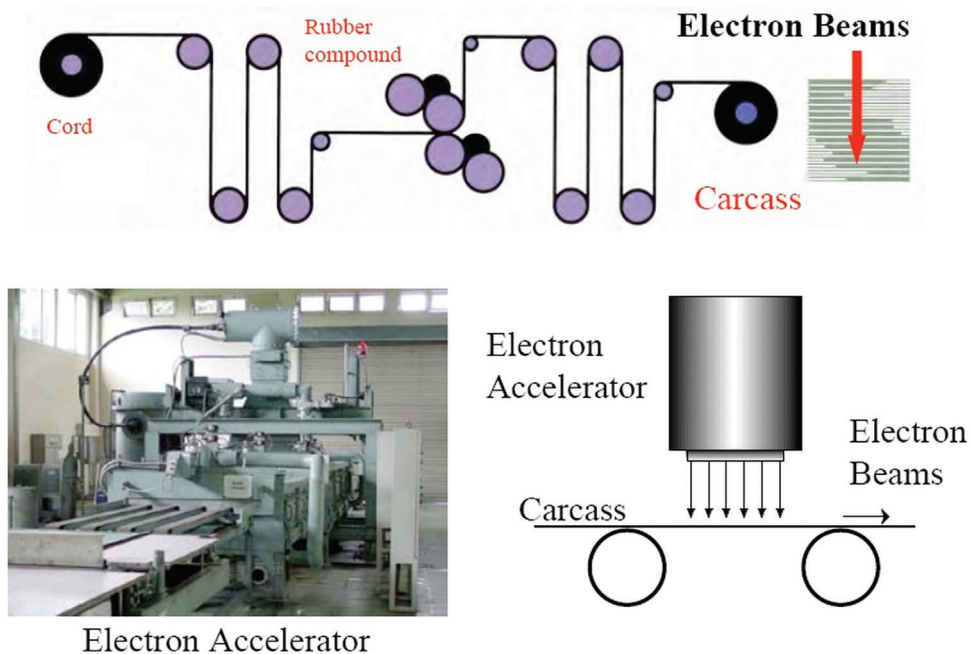 Electron Beams
Rubber
compound
Cord
Carcass
Electron
Accelerator
Electron
Beams
Carcass
Electron Accelerator